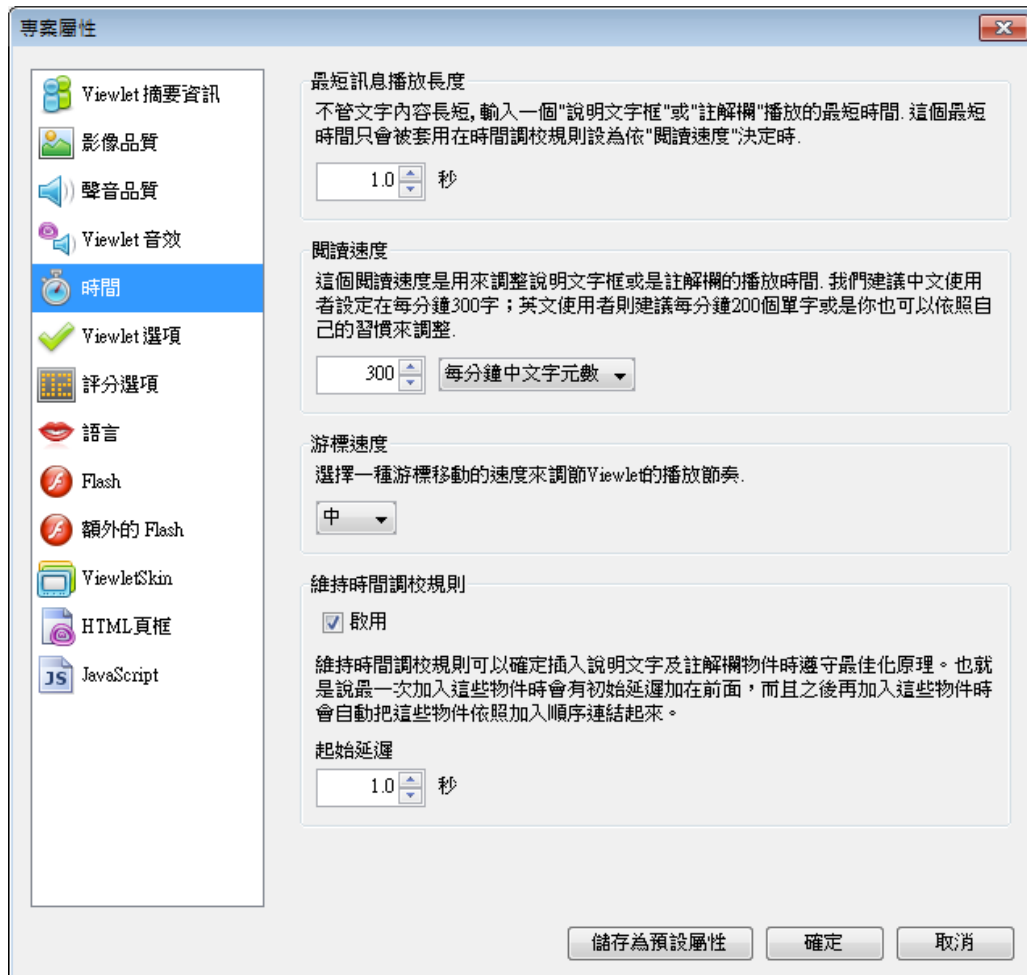 專案屬性
Viewlet 摘要資訊
影像品質
聲音品質
Viewlet 音效
時間
Viewlet 選項
評分選項
語言
Flash
額外的 Flash
ViewletSkin
HTML頁框
JS
JavaScript
最短訊息播放長度
不管文字內容長短, 輸入一個"說明文字框"或"註解欄"播放的最短時間. 這個最短
時間只會被套用在時間調校規則設為依"閱讀速度"決定時.
1.0 秒
閱讀速度
這個閱讀速度是用來調整說明文字框或是註解欄的播放時間. 我們建議中文使用
者設定在每分鐘300字；英文使用者則建議每分鐘200個單字或是你也可以依照自
己的習慣來調整.
300 每分鐘中文字元數
游標速度
選擇一種游標移動的速度來調節Viewlet的播放節奏.
中
維持時間調校規則
啟用
維持時間調校規則可以確定插入說明文字及註解欄物件時遵守最佳化原理。也就
是說最一次加入這些物件時會有初始延遲加在前面，而且之後再加入這些物件時
會自動把這些物件依照加入順序連結起來。
起始延遲
1.0 秒
儲存為預設屬性
確定
取消